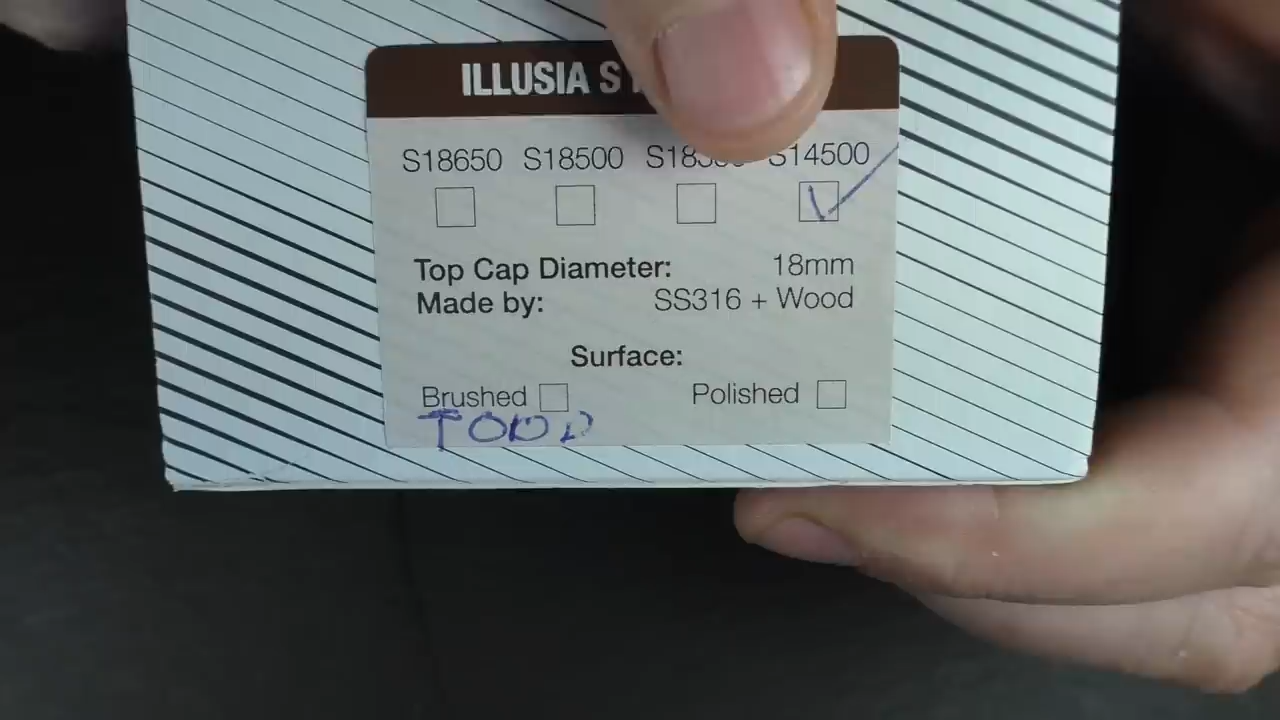 ILLUSIA S
S18650 S18500 S14500
Top Cap Diameter: 18mm
Made by: SS316 + Wood
Surface:
Brushed Polished
TODD